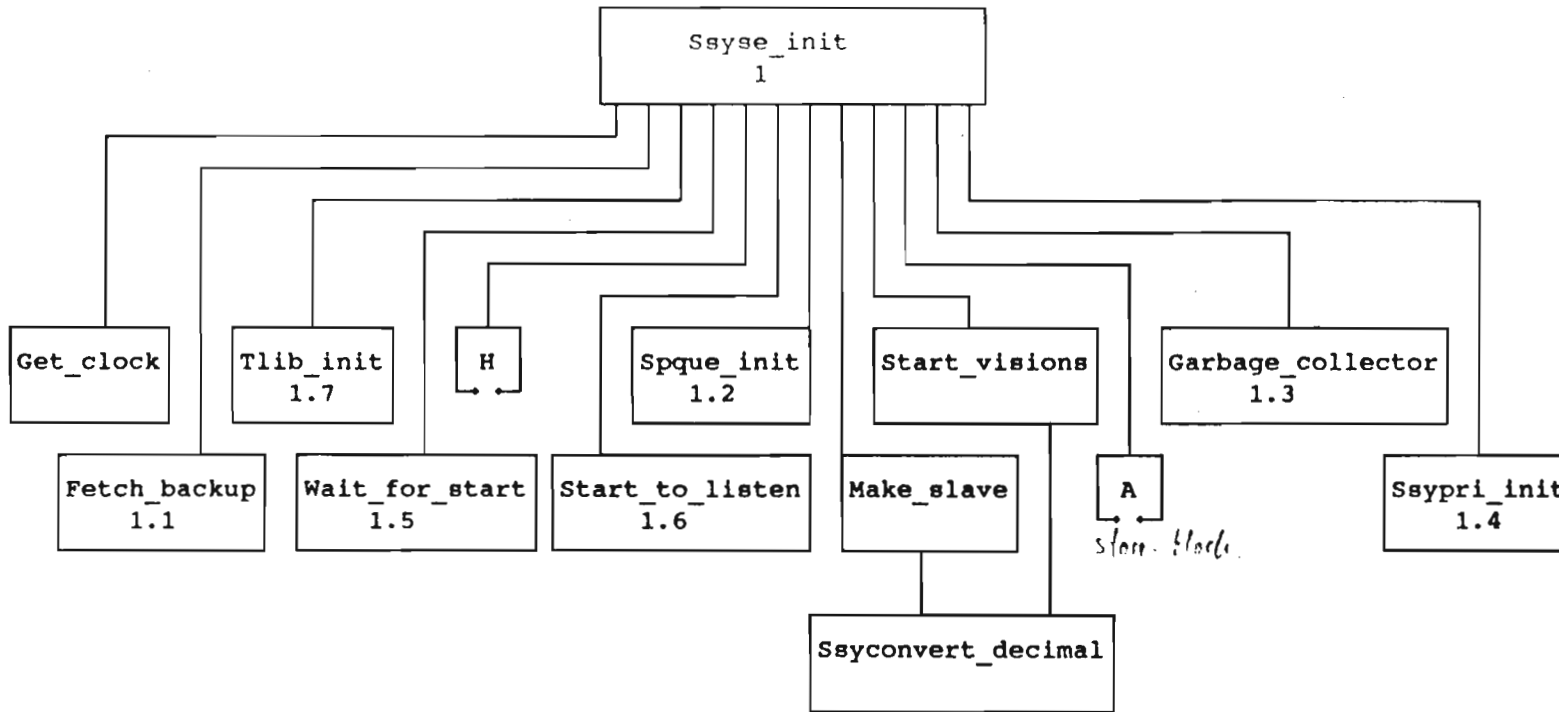 Ssyse_init
1
Get_clock
Tlib_init
1.7
H
Spque_init
1.2
Start_visions
Garbage_collector
1.3
Fetch_backup
1.1
Wait_for_start
1.5
Start_to_listen
1.6
Make_slave
A
Ssypri_init
1.4
Ssyconvert_decimal